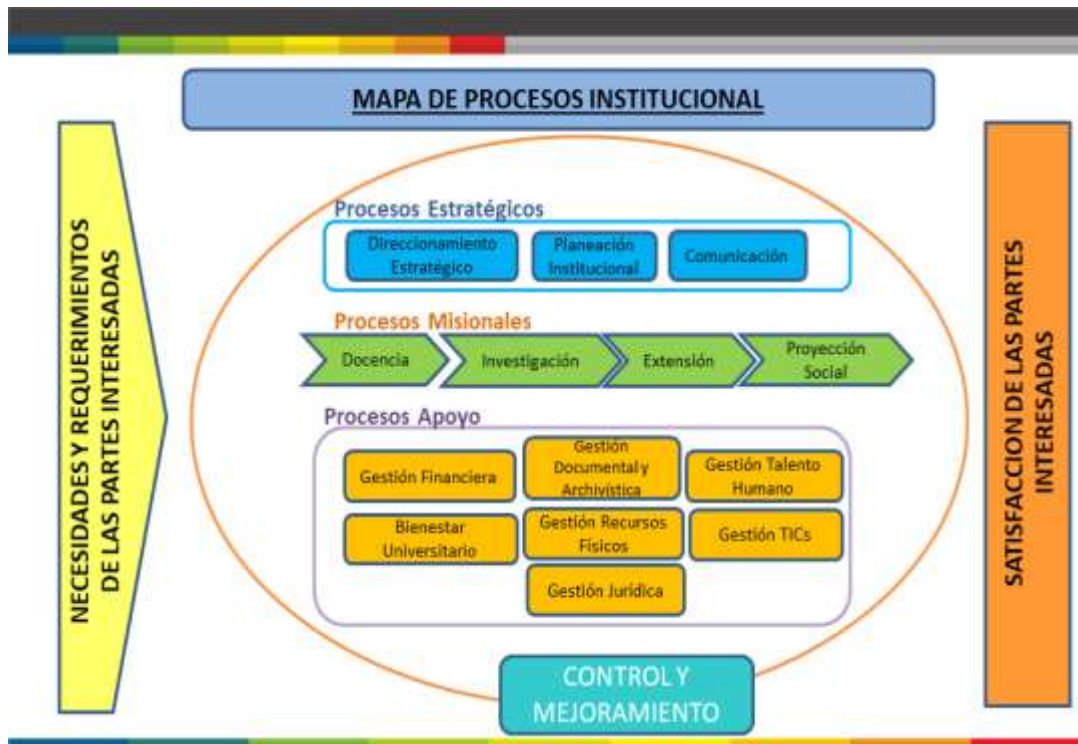 MAPA DE PROCESOS INSTITUCIONAL
NECESIDADES Y REQUERIMIENTOS
DE LAS PARTES INTERESADAS
Procesos Estratégicos
Direccionamiento
Estratégico
Planeación
Institucional
Comunicación
Procesos Misionales
Docencia
Investigación
Extensión
Proyección
Social
Procesos Apoyo
Gestión Financiera
Gestión
Documental y
Archivística
Gestión Talento
Humano
Bienestar
Universitario
Gestión Recursos
Físicos
Gestión TICs
Gestión Jurídica
CONTROL Y
MEJORAMIENTO
SATISFACCION DE LAS PARTES
INTERESADAS